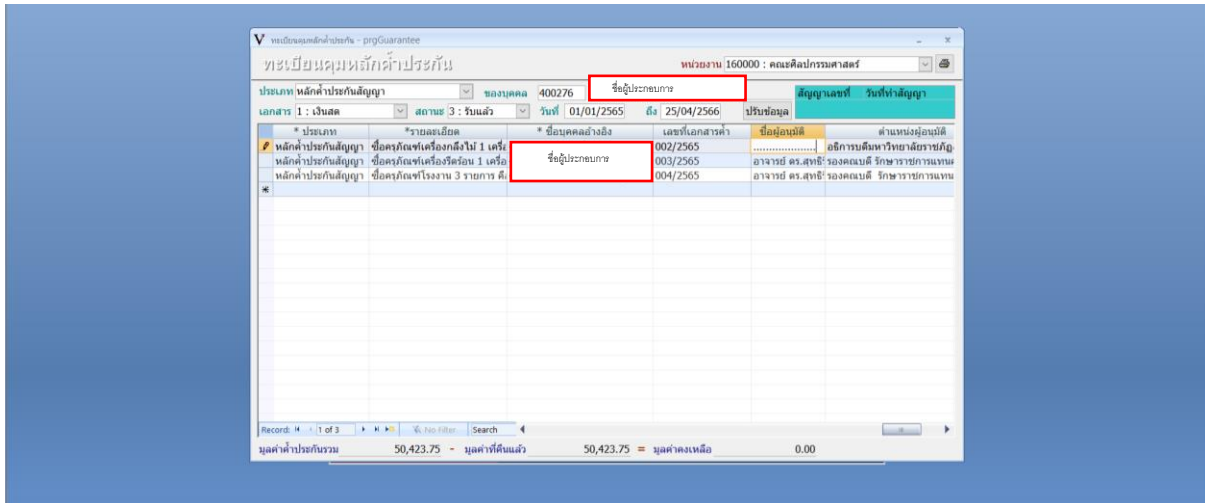 V ทะเบียนคุมหลักค้ำประกัน - prgGuarantee
ทะเบียนคุมหลักค้ำประกัน หน่วยงาน 160000 : คณะศิลปกรรมศาสตร์
ประเภท หลักค้ำประกันสัญญา ของบุคคล 400276 ชื่อผู้ประกอบการ สัญญาเลขที่ วันที่ทำสัญญา
เอกสาร 1 : เงินสด สถานะ 3 : รับแล้ว วันที่ 01/01/2565 ถึง 25/04/2566 ปรับข้อมูล
* ประเภท *รายละเอียด * ชื่อบุคคลอ้างอิง เลขที่เอกสารค้ำ ชื่อผู้อนุมัติ ตำแหน่งผู้อนุมัติ
หลักค้ำประกันสัญญา ชื่อครุภัณฑ์เครื่องกลึงไม้ 1 เครื่อ 002/2565 .................... อธิการบดีมหาวิทยาลัยราชภัฏ
หลักค้ำประกันสัญญา ชื่อครุภัณฑ์เครื่องรีดร้อน 1 เครื่อ ชื่อผู้ประกอบการ 003/2565 อาจารย์ ดร.สุทธิ รองคณบดี รักษาราชการแทน
หลักค้ำประกันสัญญา ชื่อครุภัณฑ์โรงงาน 3 รายการ คื 004/2565 อาจารย์ ดร.สุทธิ รองคณบดี รักษาราชการแทน
Record: 1 of 3 No Filter Search
มูลค่าค้ำประกันรวม 50,423.75 - มูลค่าที่คืนแล้ว 50,423.75 = มูลค่าคงเหลือ 0.00